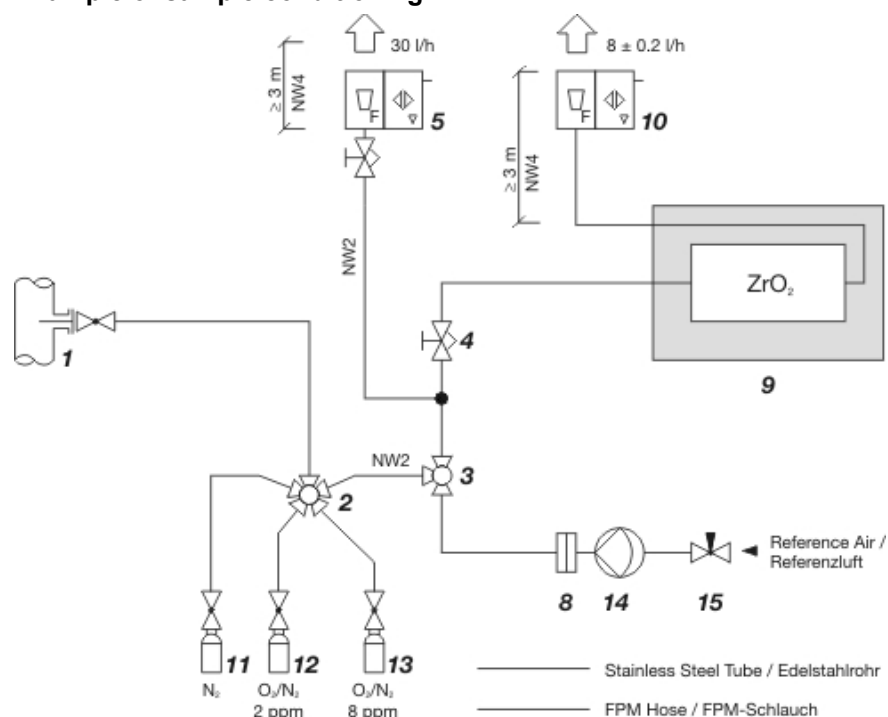 30 l/h
8 ± 0.2 l/h
≥ 3 m
NW4
F
5
F
10
≥ 3 m
NW4
NW2
ZrO₂
1
4
9
NW2
3
2
Reference Air /
Referenzluft
8
14
15
11
12
13
N₂
O₂/N₂
2 ppm
O₂/N₂
8 ppm
Stainless Steel Tube / Edelstahlrohr
FPM Hose / FPM-Schlauch